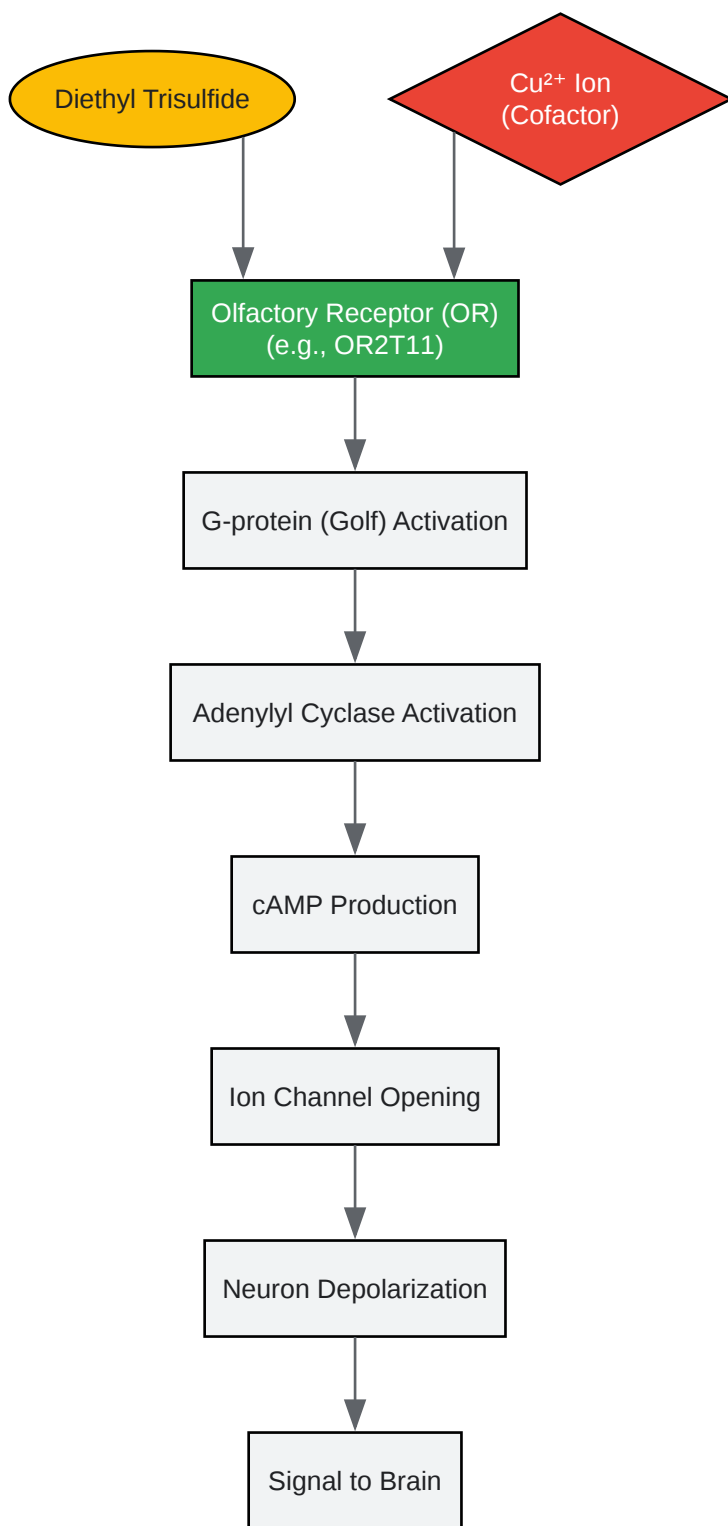 Diethyl Trisulfide
Cu²⁺ Ion
(Cofactor)
Olfactory Receptor (OR)
(e.g., OR2T11)
G-protein (Golf) Activation
Adenylyl Cyclase Activation
cAMP Production
Ion Channel Opening
Neuron Depolarization
Signal to Brain